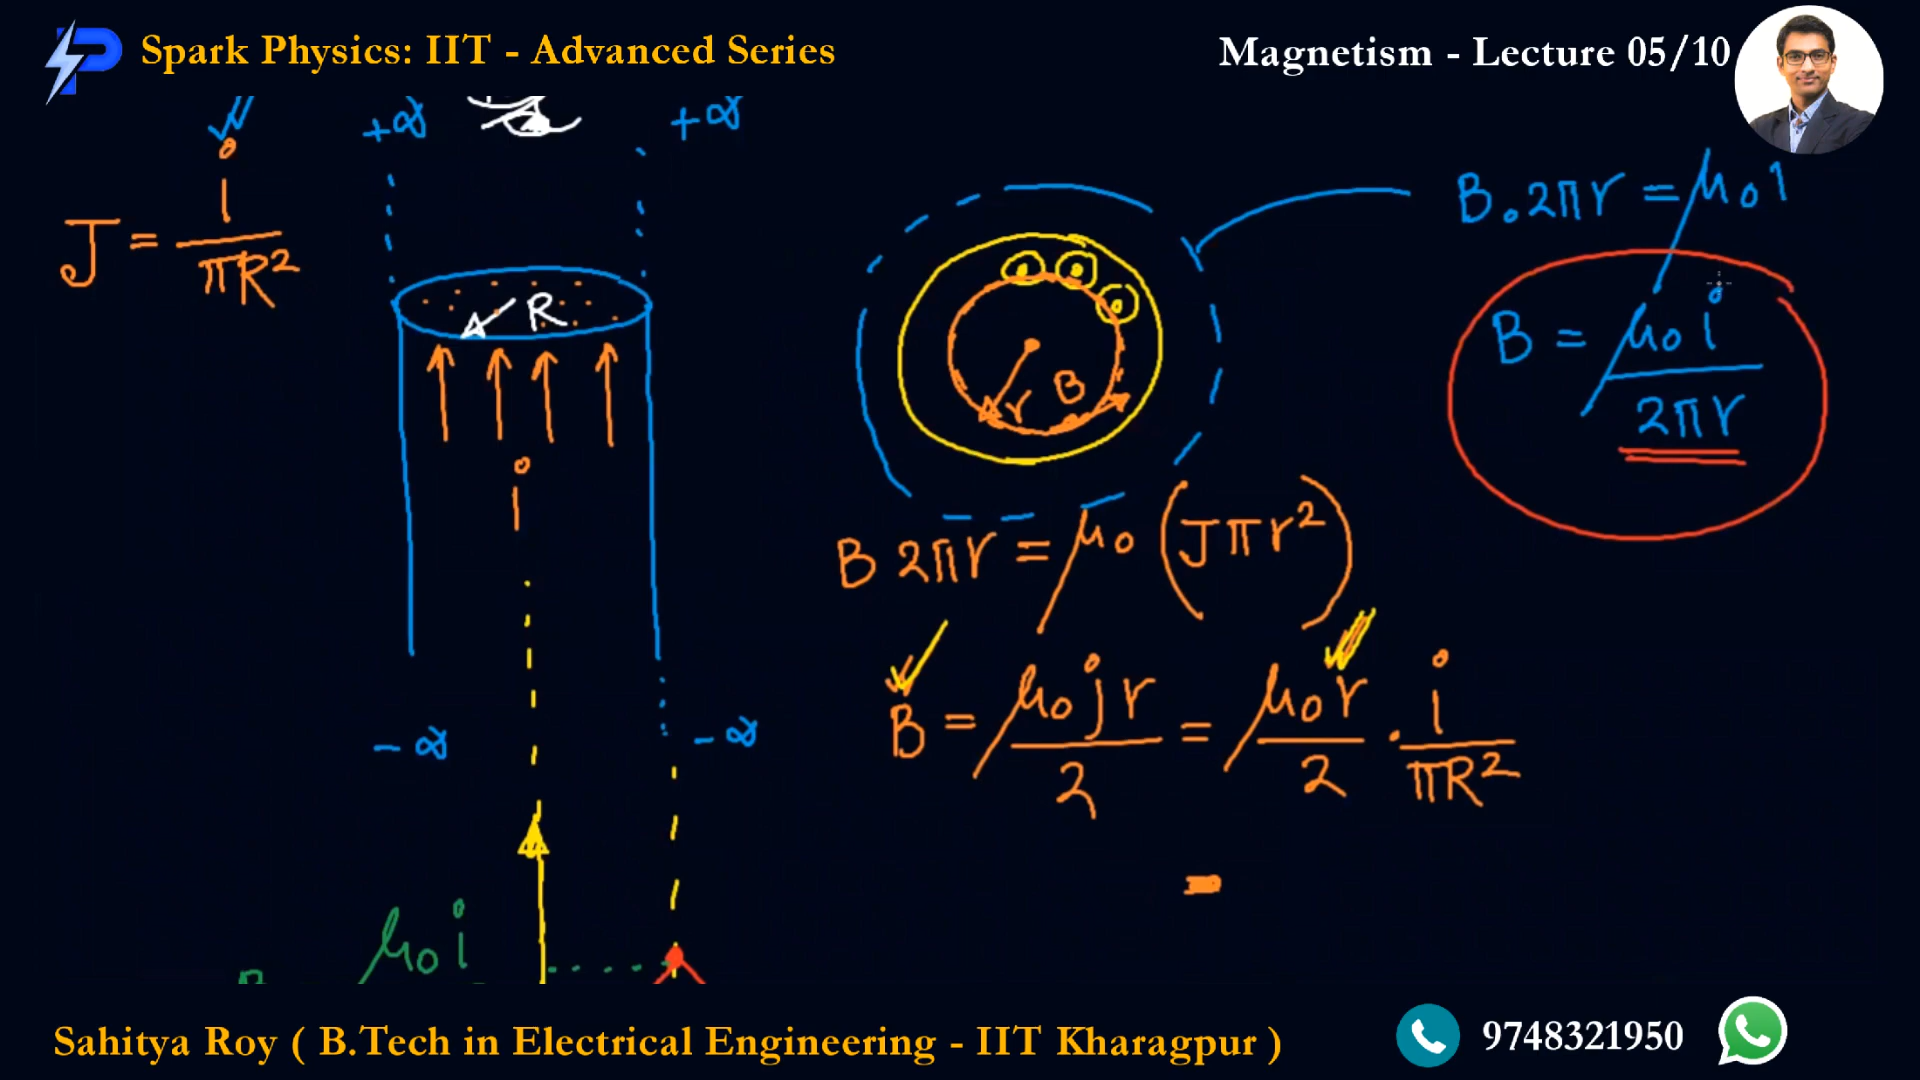 Spark Physics: IIT - Advanced Series
Magnetism - Lecture 05/10
+∞
+∞
J = i / πR²
R
i
-∞
-∞
r B
B.2πr = μ₀i
B = μ₀i / 2πr
B 2πr = μ₀ (Jπr²)
B = μ₀jr / 2 = μ₀r / 2 . i / πR²
=
μ₀i
Sahitya Roy ( B.Tech in Electrical Engineering - IIT Kharagpur )
9748321950